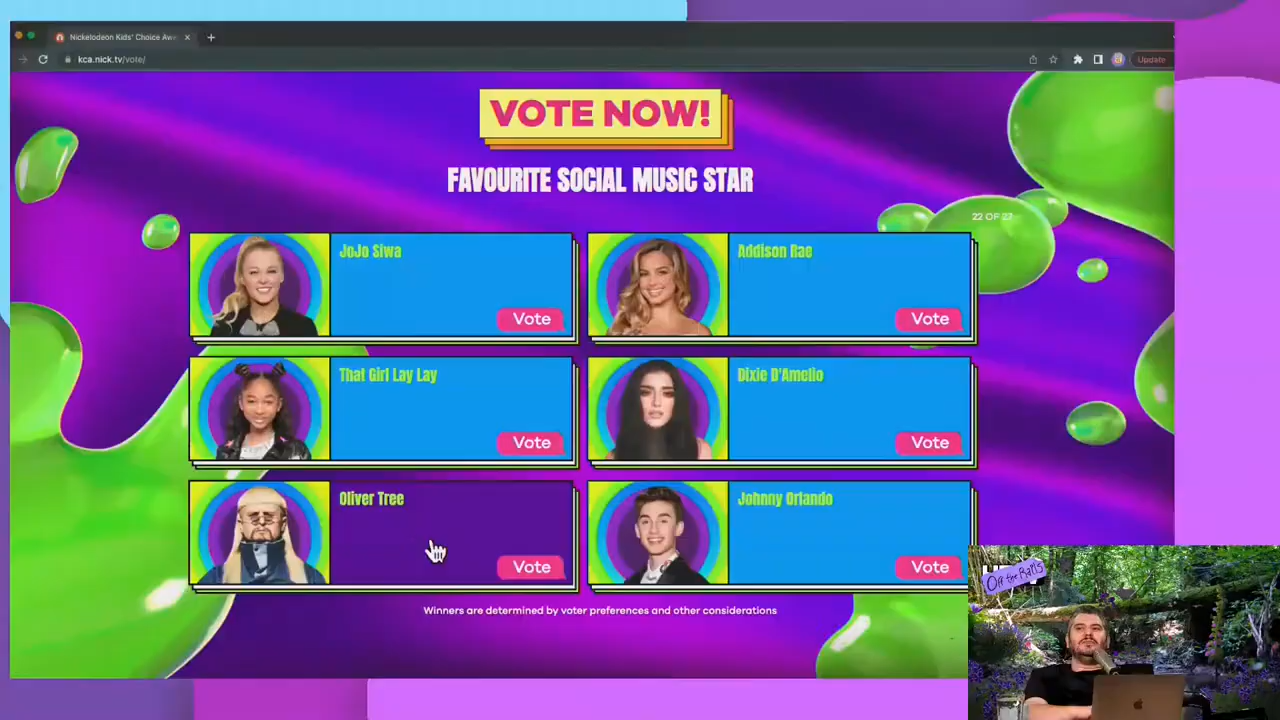 Nickelodeon Kids' Choice Awa
kca.nick.tv/vote/
Update
VOTE NOW!
FAVOURITE SOCIAL MUSIC STAR
22 OF 27
JoJo Siwa
Vote
Addison Rae
Vote
That Girl Lay Lay
Vote
Dixie D'Amelio
Vote
Oliver Tree
Vote
Johnny Orlando
Vote
Winners are determined by voter preferences and other considerations
Off the Rails